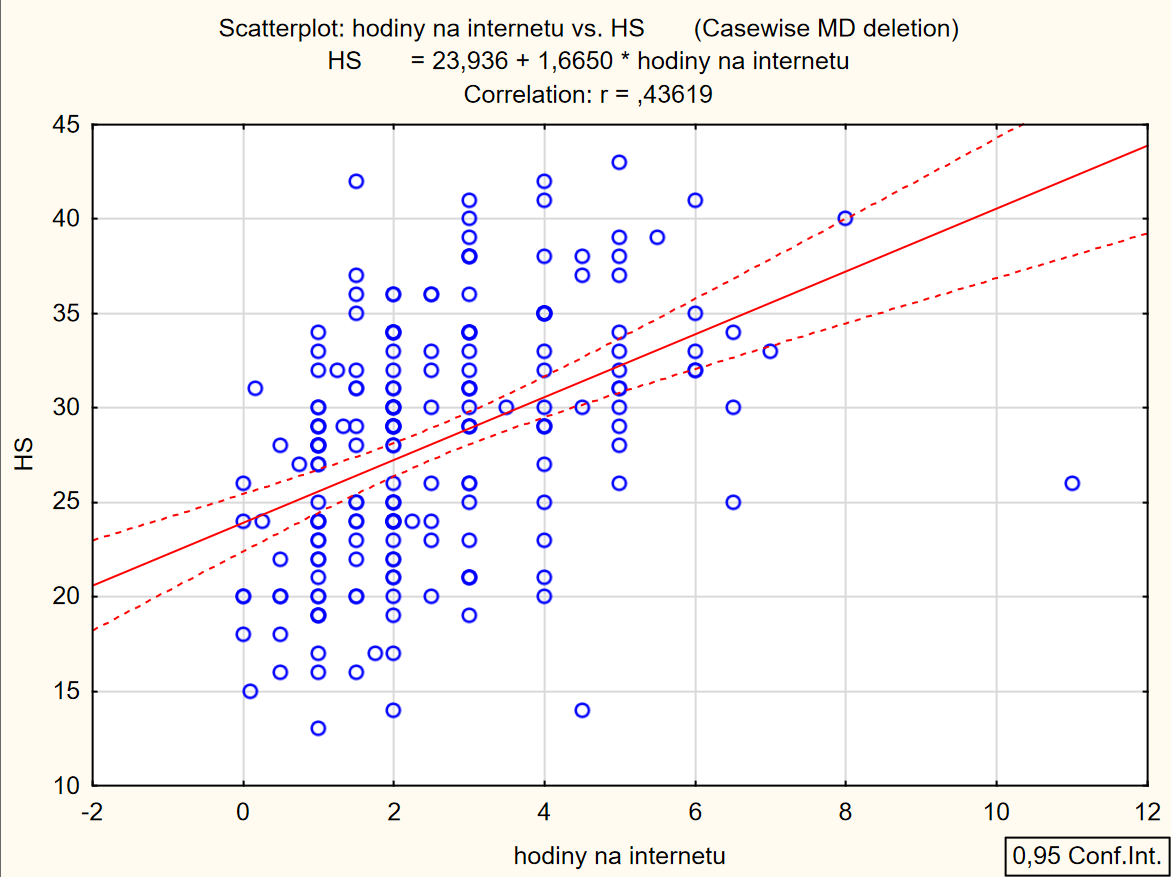 Scatterplot: hodiny na internetu vs. HS (Casewise MD deletion)
HS = 23,936 + 1,6650 * hodiny na internetu
Correlation: r = ,43619
45
40
35
30
25
20
15
10
HS
-2 0 2 4 6 8 10 12
hodiny na internetu
0,95 Conf.Int.